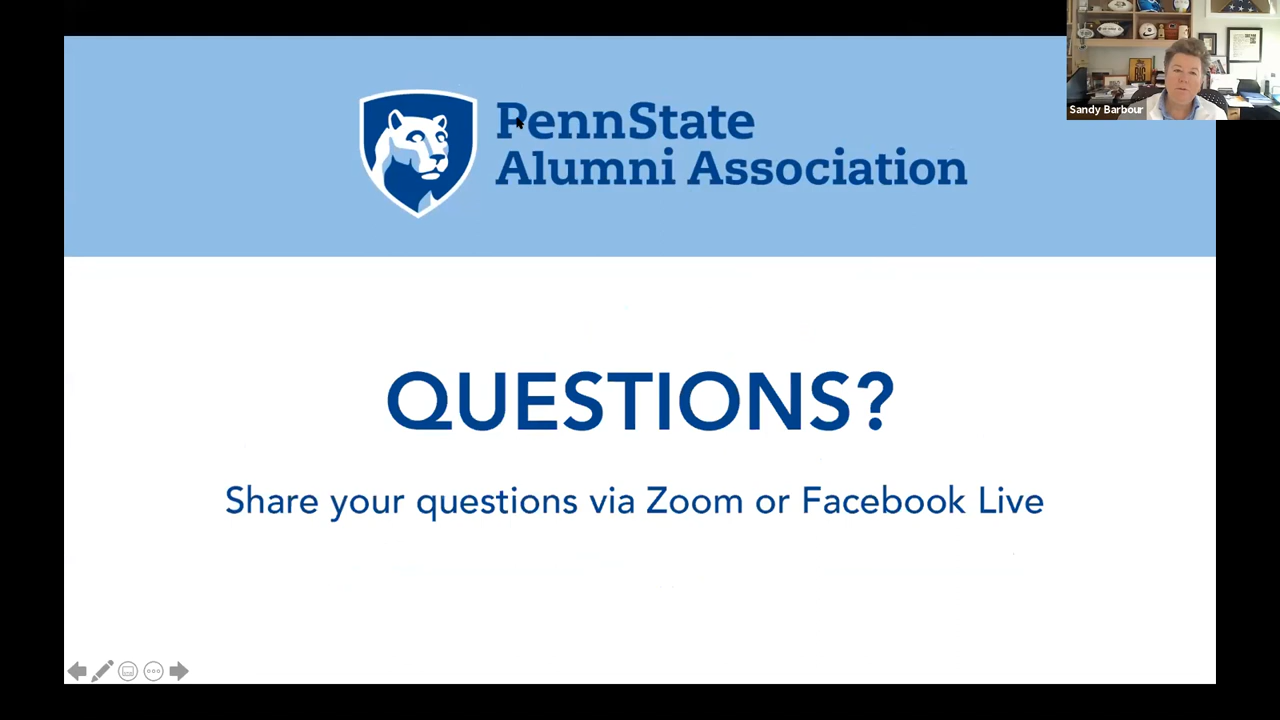 Sandy Barbour
PennState
Alumni Association
QUESTIONS?
Share your questions via Zoom or Facebook Live